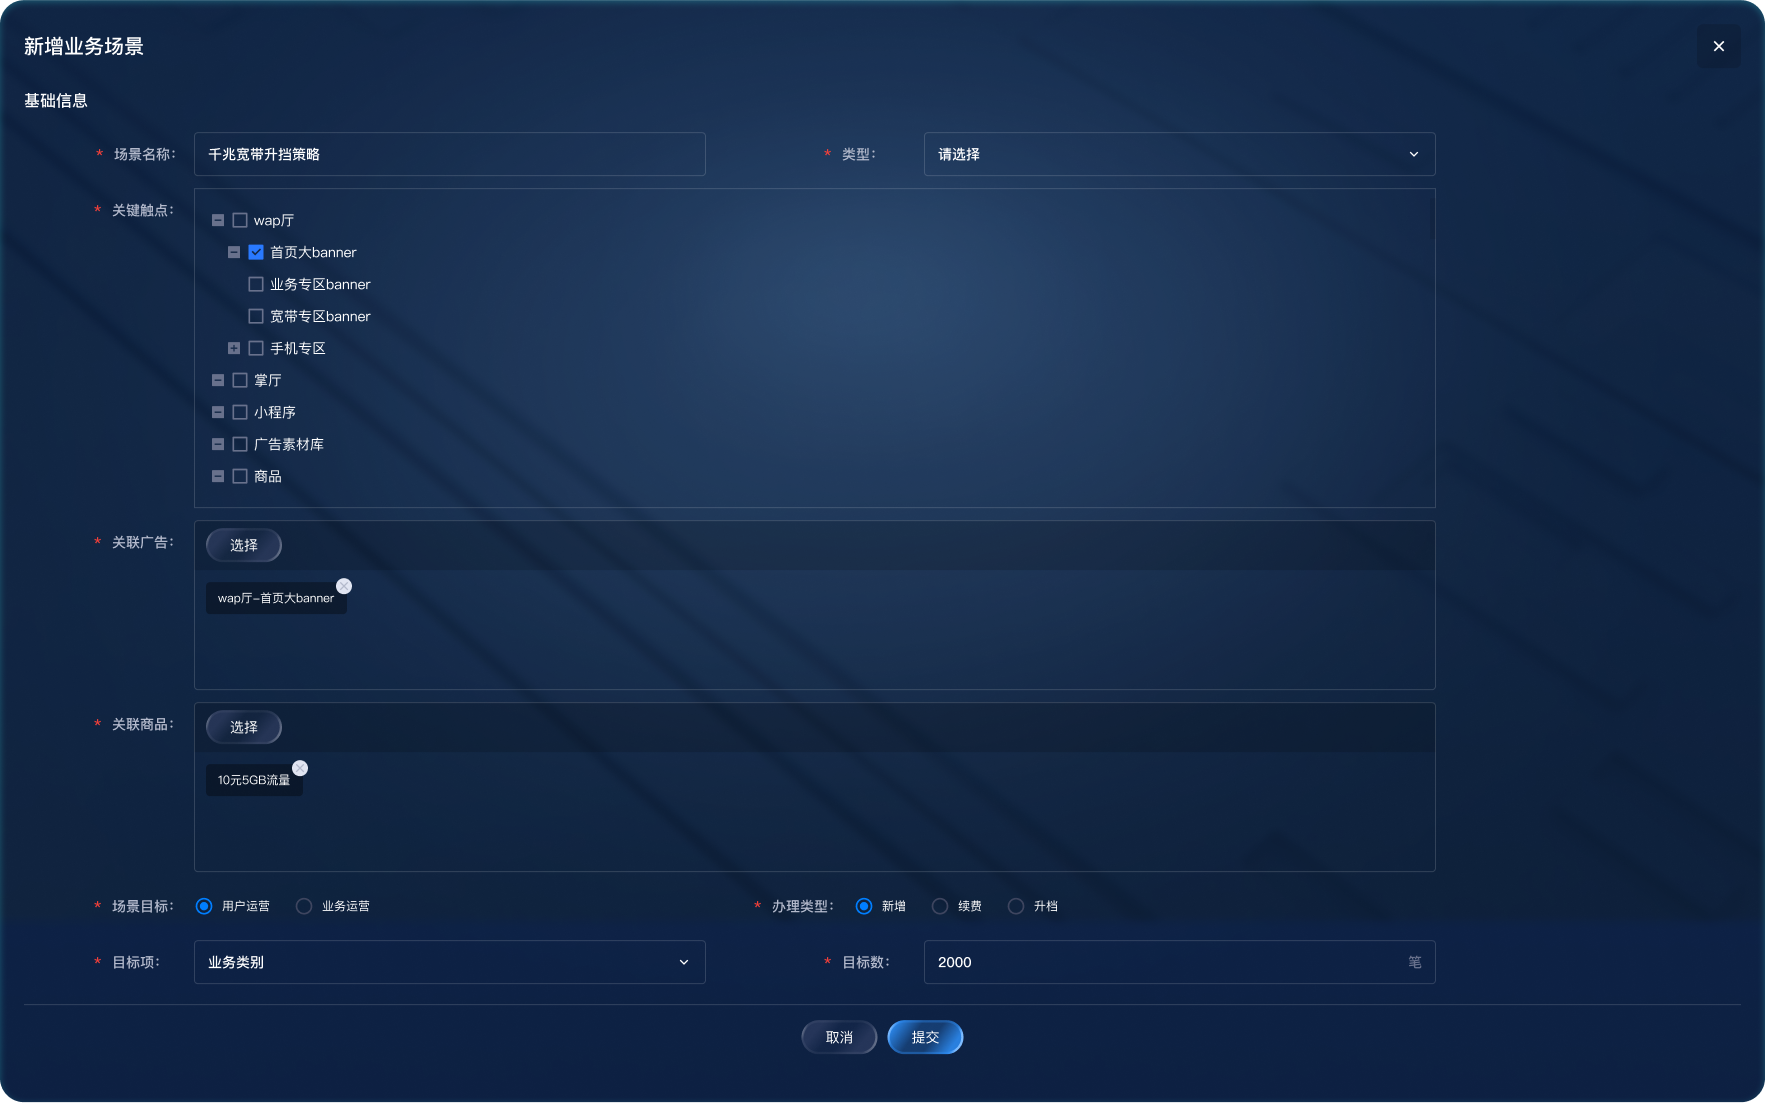 新增业务场景
基础信息
* 场景名称： 千兆宽带升挡策略
* 类型： 请选择
* 关键触点：
wap厅
首页大banner
业务专区banner
宽带专区banner
手机专区
掌厅
小程序
广告素材库
商品
* 关联广告： 选择
wap厅-首页大banner
* 关联商品： 选择
10元5GB流量
* 场景目标： 用户运营 业务运营
* 办理类型： 新增 续费 升档
* 目标项： 业务类别
* 目标数： 2000 笔
取消 提交